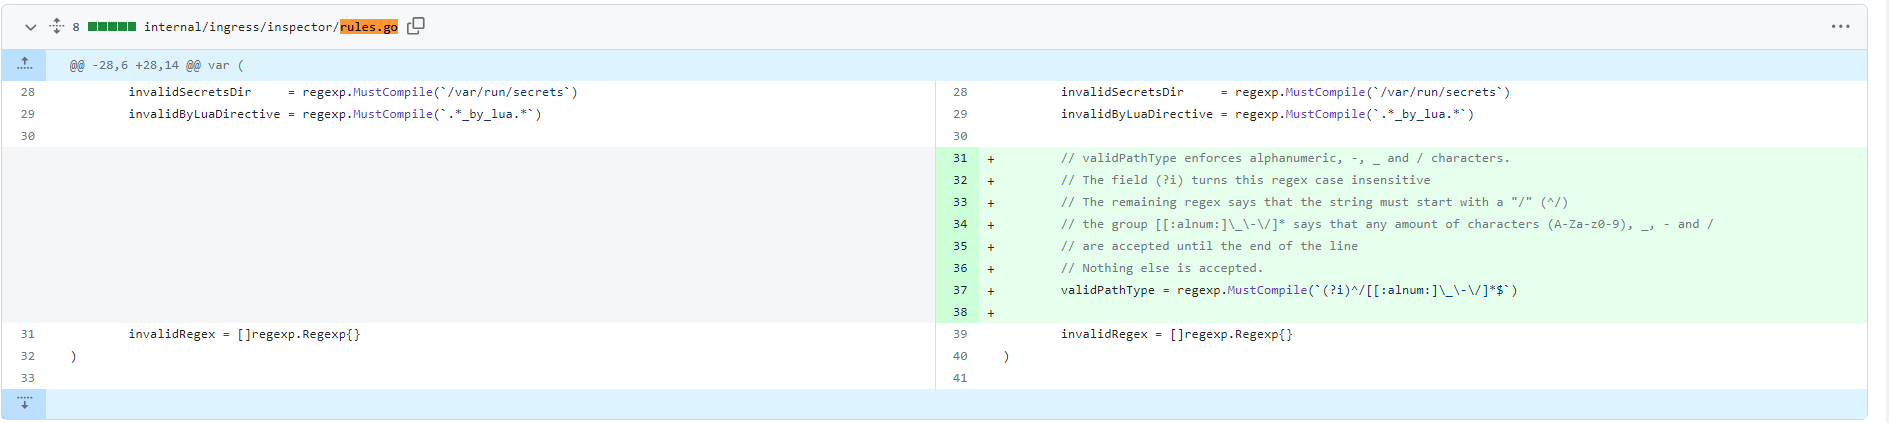 8 internal/ingress/inspector/rules.go
@@ -28,6 +28,14 @@ var (
28 invalidSecretsDir     = regexp.MustCompile(`/var/run/secrets`)
29 invalidByLuaDirective = regexp.MustCompile(`.*_by_lua.*`)
30
31 invalidRegex = []regexp.Regexp{}
32 )
33
28 invalidSecretsDir     = regexp.MustCompile(`/var/run/secrets`)
29 invalidByLuaDirective = regexp.MustCompile(`.*_by_lua.*`)
30
31 + // validPathType enforces alphanumeric, -, _ and / characters.
32 + // The field (?i) turns this regex case insensitive
33 + // The remaining regex says that the string must start with a "/" (^/)
34 + // the group [[:alnum:]\_\-\/]* says that any amount of characters (A-Za-z0-9), _, - and /
35 + // are accepted until the end of the line
36 + // Nothing else is accepted.
37 + validPathType = regexp.MustCompile(`(?i)^/[[:alnum:]\_\-\/]*$`)
38 +
39 invalidRegex = []regexp.Regexp{}
40 )
41